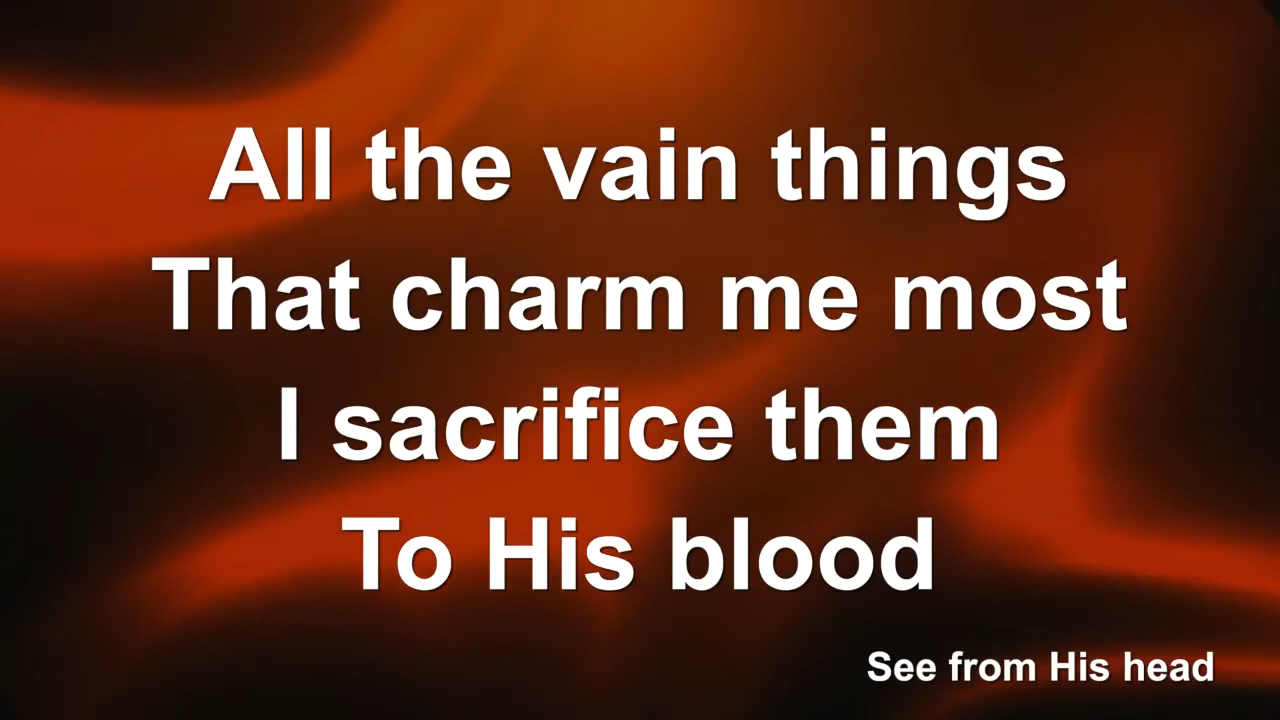 All the vain things
That charm me most
I sacrifice them
To His blood
See from His head